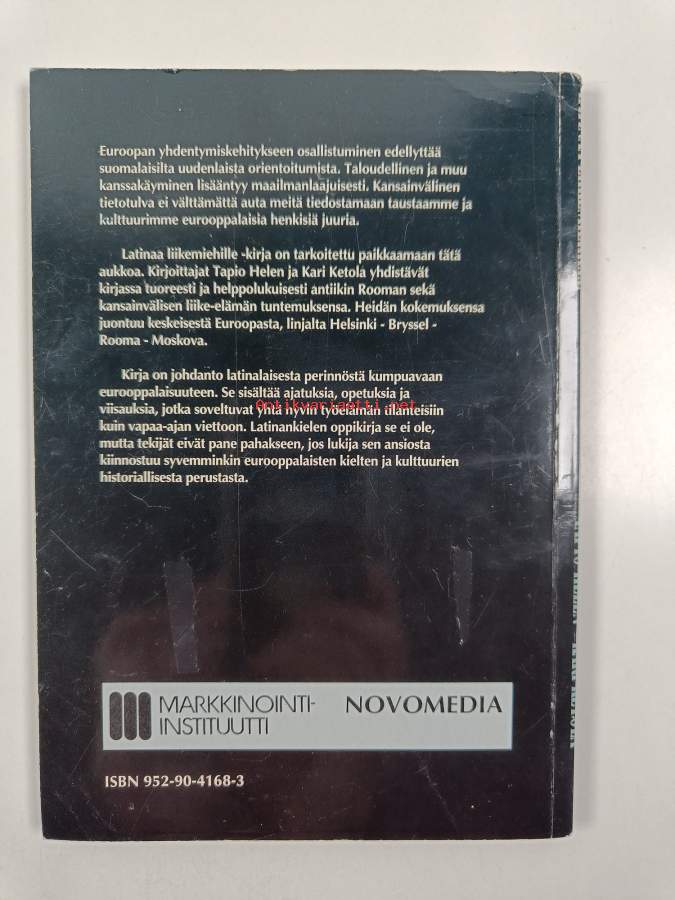 Euroopan yhdentymiskehitykseen osallistuminen edellyttää
suomalaisilta uudenlaista orientoitumista. Taloudellinen ja muu
kanssakäyminen lisääntyy maailmanlaajuisesti. Kansainvälinen
tietotulva ei välttämättä auta meitä tiedostamaan taustaamme ja
kulttuurimme eurooppalaisia henkisiä juuria.
Latinaa liikemiehille -kirja on tarkoitettu paikkaamaan tätä
aukkoa. Kirjoittajat Tapio Helen ja Kari Ketola yhdistävät
kirjassa tuoreesti ja helppolukuisesti antiikin Rooman sekä
kansainvälisen liike-elämän tuntemuksensa. Heidän kokemuksensa
juontuu keskeisestä Euroopasta, linjalta Helsinki - Bryssel -
Rooma - Moskova.
Kirja on johdanto latinalaisesta perinnöstä kumpuavaan
eurooppalaisuuteen. Se sisältää ajatuksia, opetuksia ja
Antikvariaatti.net
viisauksia, jotka soveltuvat yhtä hyvin työelämän tilanteisiin
kuin vapaa-ajan viettoon. Latinankielen oppikirja se ei ole,
mutta tekijät eivät pane pahakseen, jos lukija sen ansiosta
kiinnostuu syvemminkin eurooppalaisten kielten ja kulttuurien
historiallisesta perustasta.
MARKKINOINTI-
INSTITUUTTI
NOVOMEDIA
ISBN 952-90-4168-3